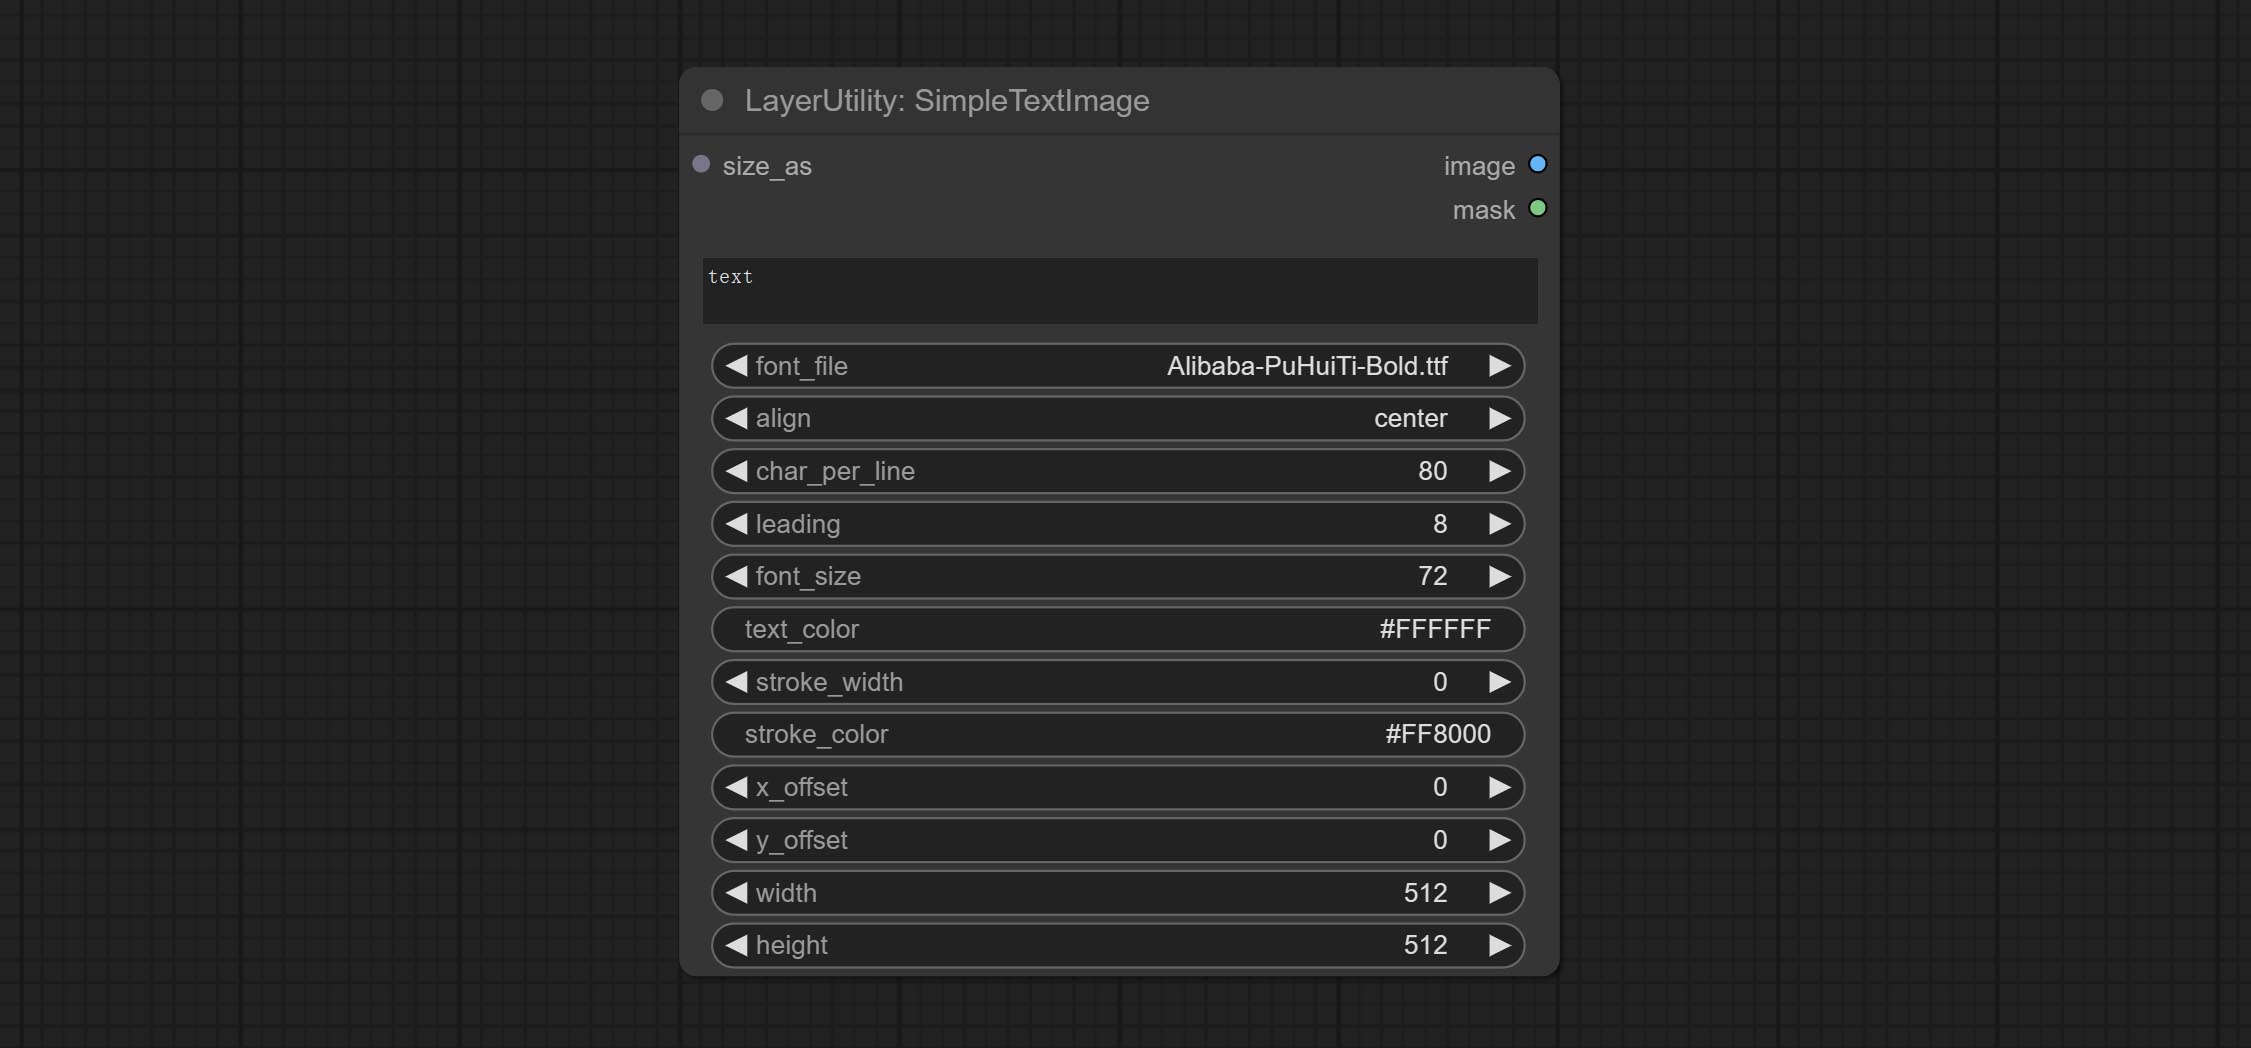 LayerUtility: SimpleTextImage
size_as image
mask
text
font_file Alibaba-PuHuiTi-Bold.ttf
align center
char_per_line 80
leading 8
font_size 72
text_color #FFFFFF
stroke_width 0
stroke_color #FF8000
x_offset 0
y_offset 0
width 512
height 512